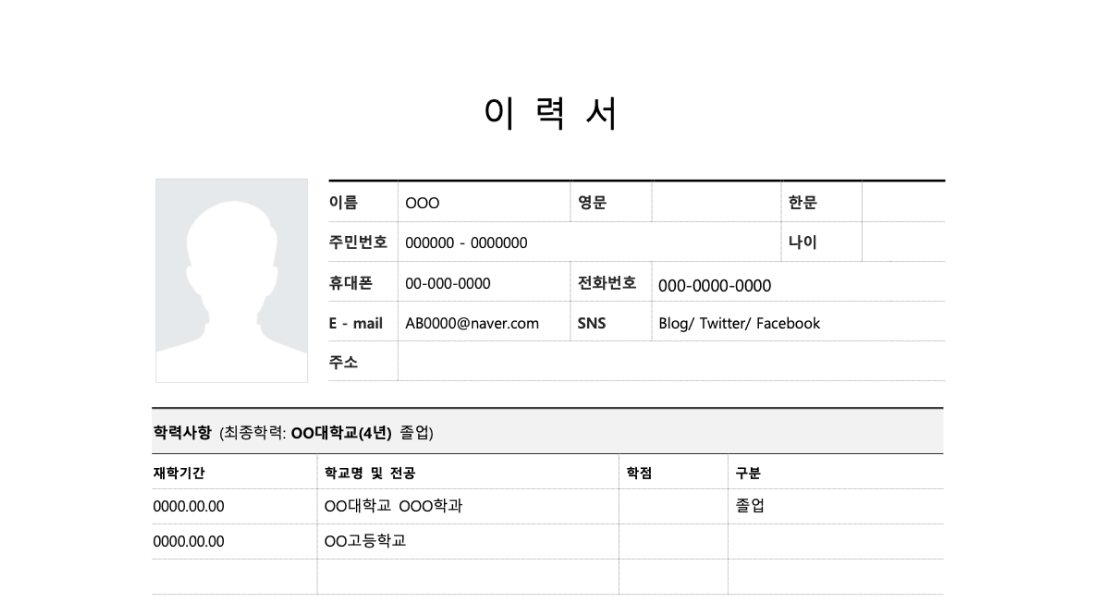 이 력 서
이름 OOO 영문 한문
주민번호 000000 - 0000000 나이
휴대폰 00-000-0000 전화번호 000-0000-0000
E - mail AB0000@naver.com SNS Blog/ Twitter/ Facebook
주소
학력사항 (최종학력: OO대학교(4년) 졸업)
재학기간 학교명 및 전공 학점 구분
0000.00.00 OO대학교 OOO학과 졸업
0000.00.00 OO고등학교